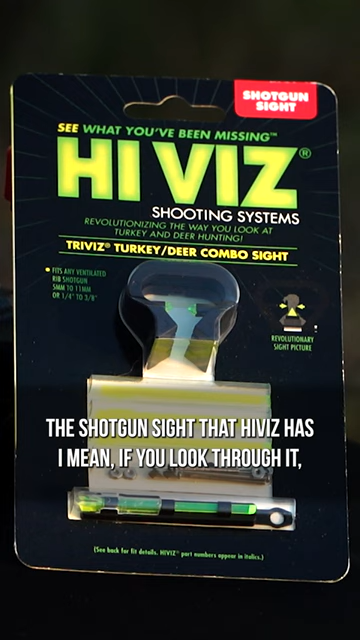 SHOTGUN
SIGHT
SEE WHAT YOU'VE BEEN MISSING™
HI VIZ®
SHOOTING SYSTEMS
REVOLUTIONIZING THE WAY YOU LOOK AT
TURKEY AND DEER HUNTING!
TRIVIZ® TURKEY/DEER COMBO SIGHT
FITS ANY VENTILATED
RIB SHOTGUN
5MM TO 11MM
OR 1/4" TO 3/8"
REVOLUTIONARY
SIGHT PICTURE
THE SHOTGUN SIGHT THAT HIVIZ HAS
I MEAN, IF YOU LOOK THROUGH IT,
(See back for fit details. HIVIZ® part numbers appear in italics.)